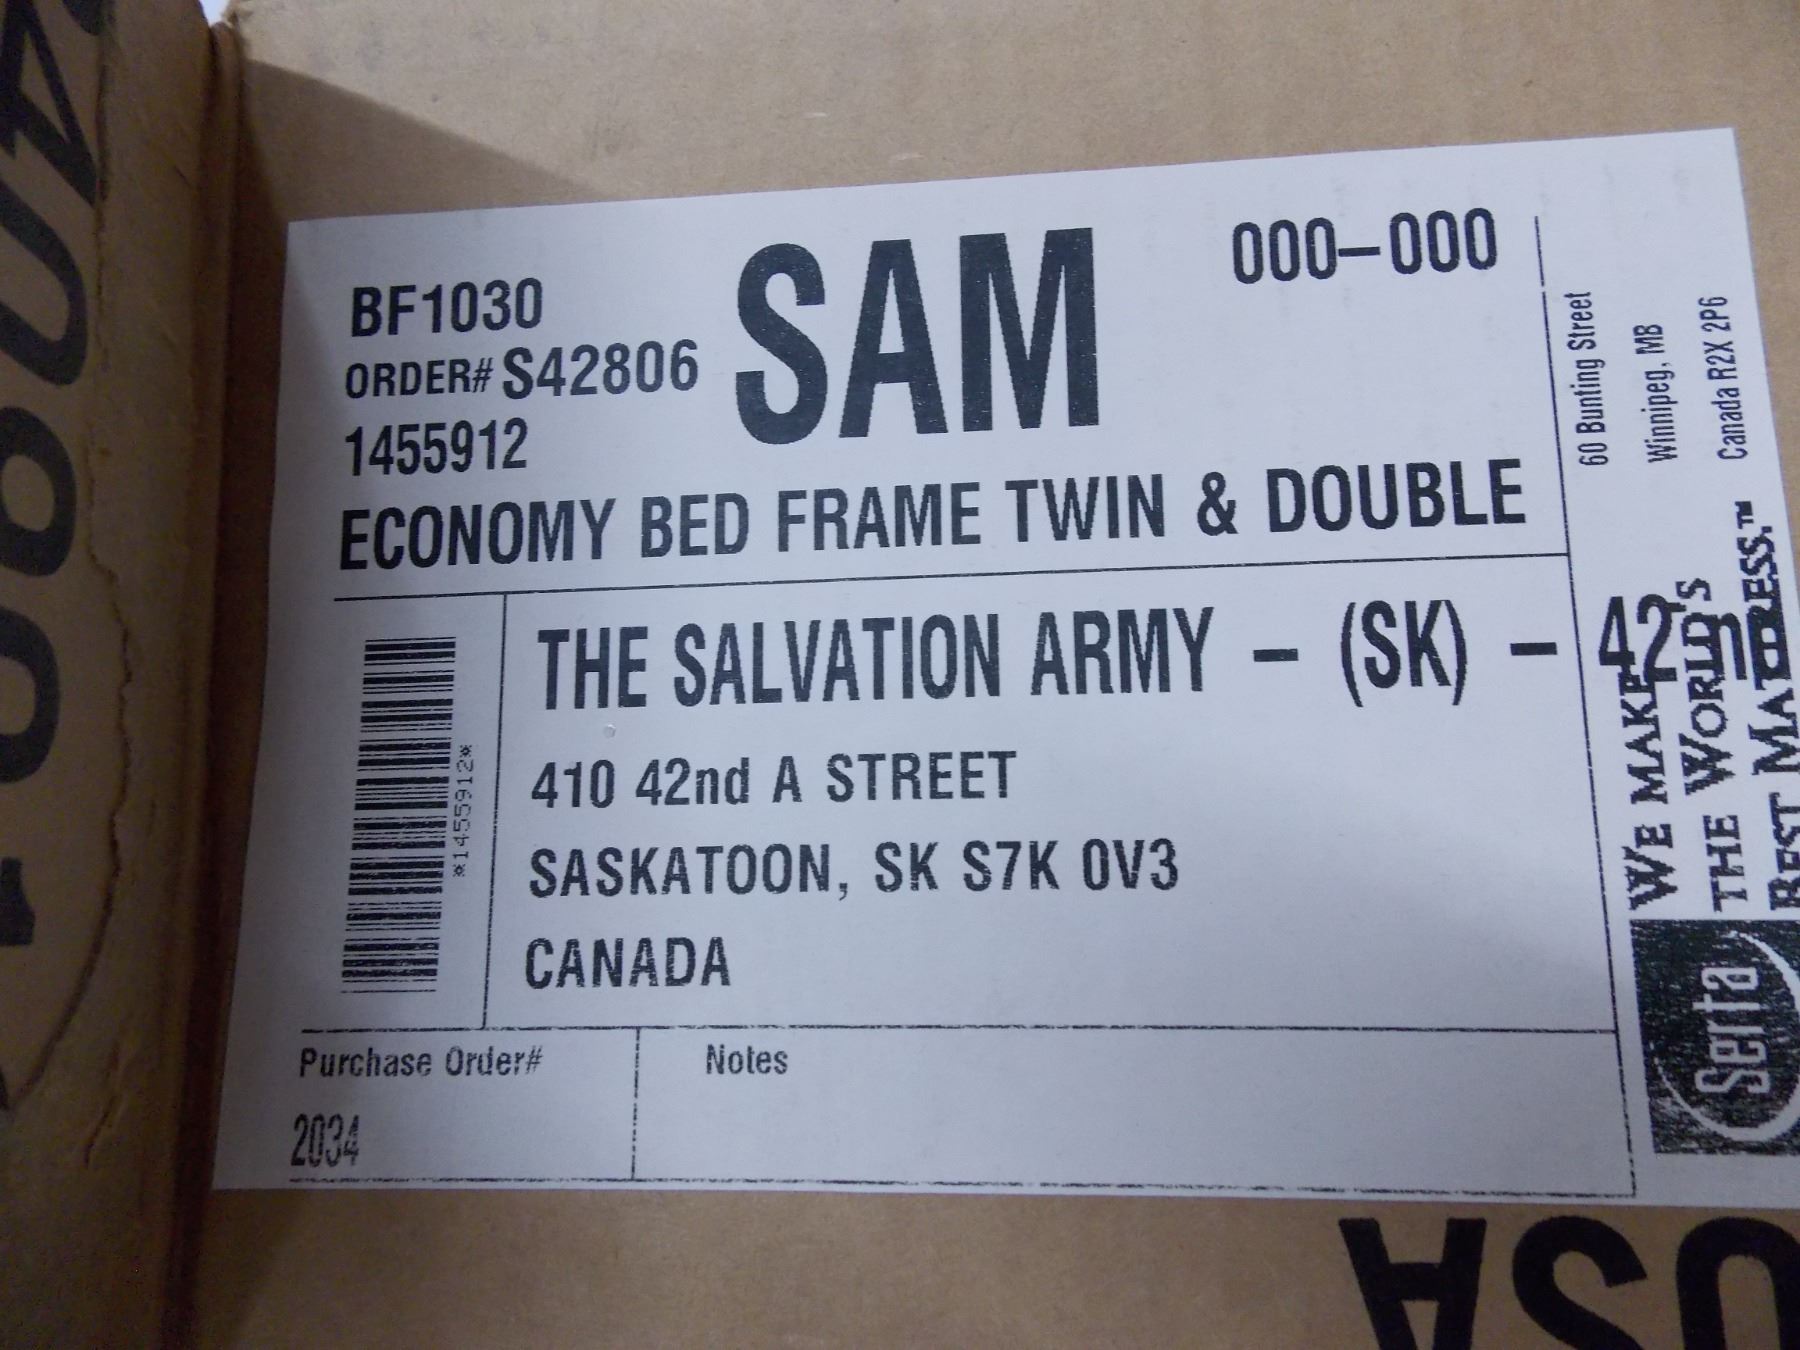 BF1030
ORDER# S42806
1455912
SAM
000-000
ECONOMY BED FRAME TWIN & DOUBLE
*1455912*
THE SALVATION ARMY - (SK) - 42n
410 42nd A STREET
SASKATOON, SK S7K 0V3
CANADA
Purchase Order#
2034
Notes
60 Bunting Street
Winnipeg, MB
Canada R2X 2P6
WE MAKE
THE WORLD'S
BEST MATTRESS.™
Serta
USA